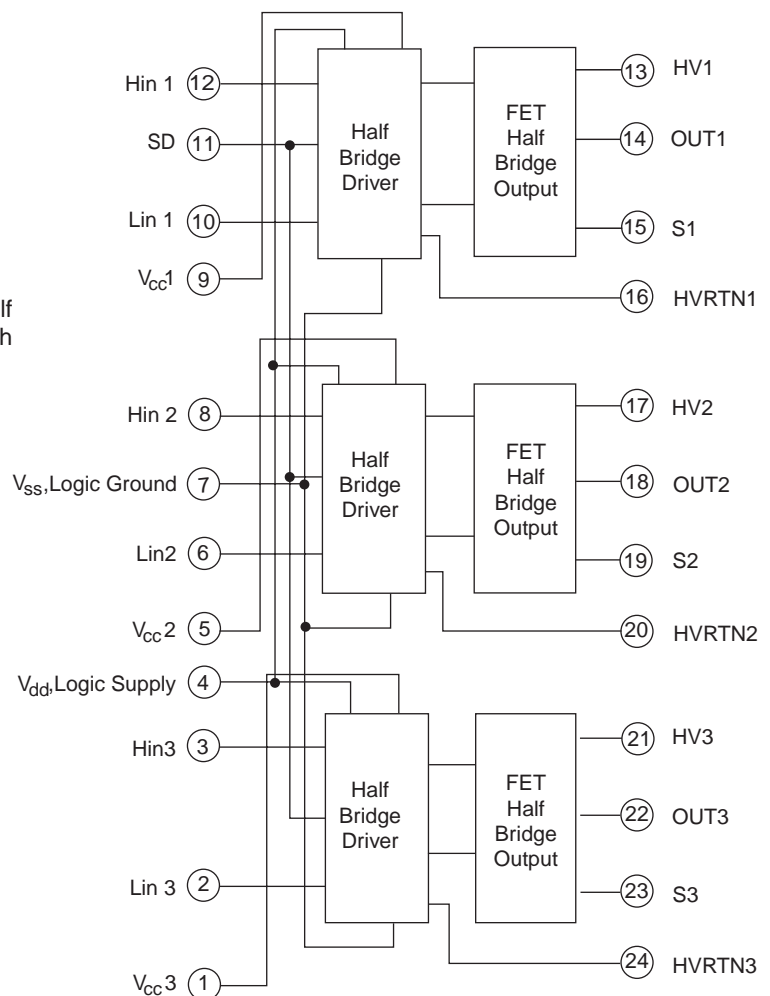 Hin 1 12
SD 11
Lin 1 10
Vcc1 9
Half
Bridge
Driver
FET
Half
Bridge
Output
13 HV1
14 OUT1
15 S1
16 HVRTN1
lf
h
Hin 2 8
Vss,Logic Ground 7
Lin2 6
Vcc2 5
Half
Bridge
Driver
FET
Half
Bridge
Output
17 HV2
18 OUT2
19 S2
20 HVRTN2
Vdd,Logic Supply 4
Hin3 3
Lin 3 2
Vcc3 1
Half
Bridge
Driver
FET
Half
Bridge
Output
21 HV3
22 OUT3
23 S3
24 HVRTN3